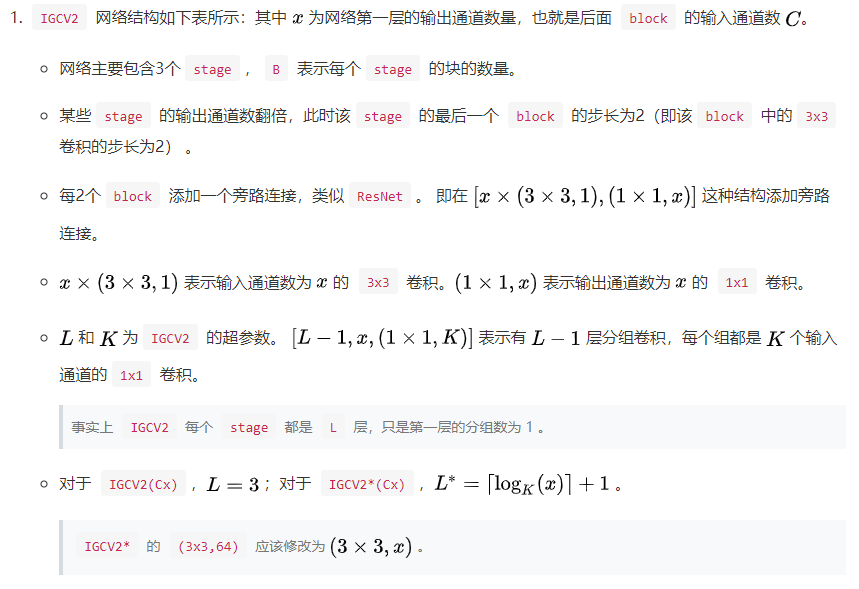 1. IGCV2 网络结构如下表所示：其中 x 为网络第一层的输出通道数量，也就是后面 block 的输入通道数 C。
网络主要包含3个 stage ， B 表示每个 stage 的块的数量。
某些 stage 的输出通道数翻倍，此时该 stage 的最后一个 block 的步长为2（即该 block 中的 3x3
卷积的步长为2） 。
每2个 block 添加一个旁路连接，类似 ResNet 。 即在 [x × (3 × 3, 1), (1 × 1, x)] 这种结构添加旁路
连接。
x × (3 × 3, 1) 表示输入通道数为 x 的 3x3 卷积。(1 × 1, x) 表示输出通道数为 x 的 1x1 卷积。
L 和 K 为 IGCV2 的超参数。 [L − 1, x, (1 × 1, K)] 表示有 L − 1 层分组卷积，每个组都是 K 个输入
通道的 1x1 卷积。
事实上 IGCV2 每个 stage 都是 L 层，只是第一层的分组数为 1 。
对于 IGCV2(Cx) ，L = 3；对于 IGCV2*(Cx) ，L* = ⌈log_K(x)⌉ + 1 。
IGCV2* 的 (3x3,64) 应该修改为 (3 × 3, x) 。